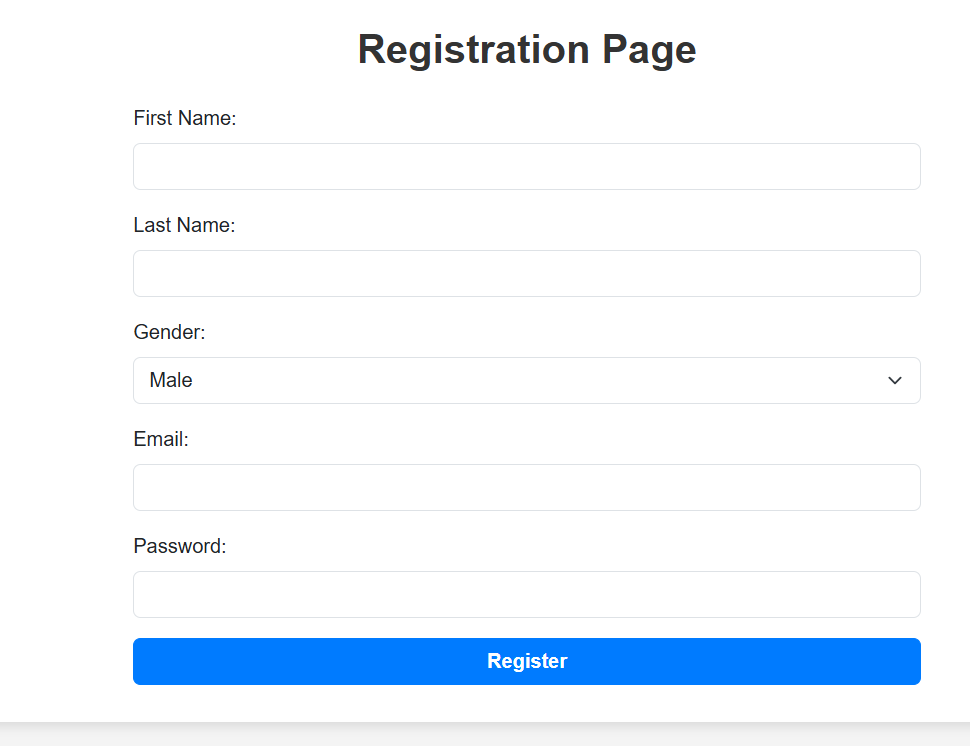 Registration Page
First Name:
Last Name:
Gender:
Male
Email:
Password:
Register